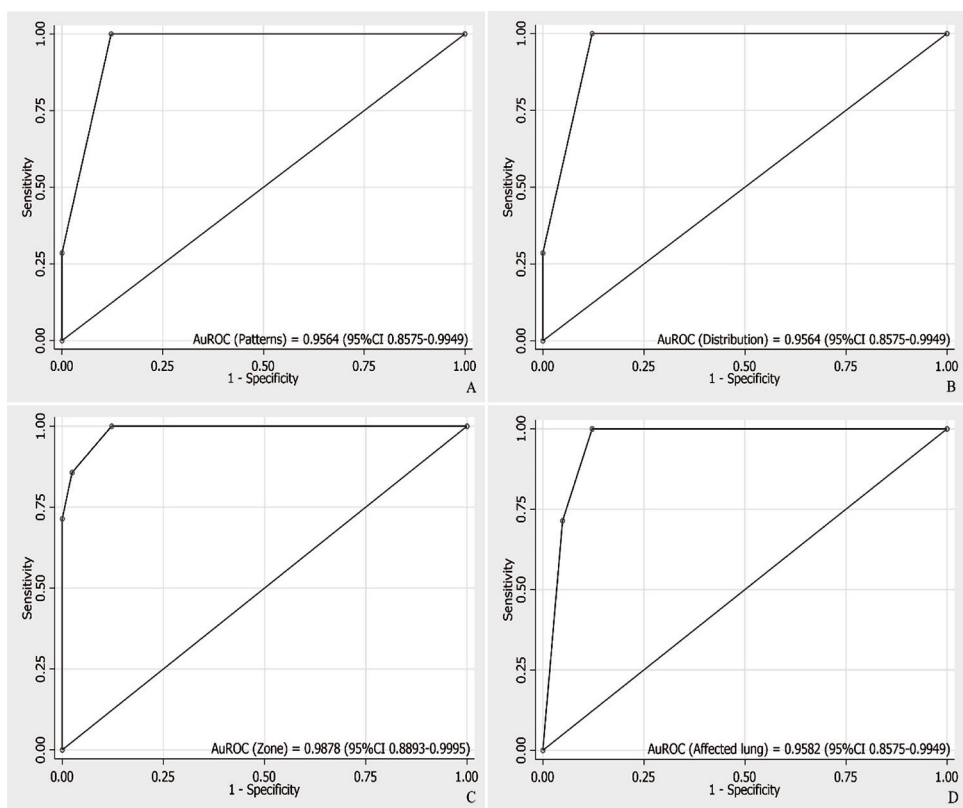 1.00
0.75
0.50
0.25
0.00
Sensitivity
AuROC (Patterns) = 0.9564 (95%CI 0.8575-0.9949)
0.00 0.25 0.50 0.75 1.00
1 - Specificity
A
1.00
0.75
0.50
0.25
0.00
Sensitivity
AuROC (Distribution) = 0.9564 (95%CI 0.8575-0.9949)
0.00 0.25 0.50 0.75 1.00
1 - Specificity
B
1.00
0.75
0.50
0.25
0.00
Sensitivity
AuROC (Zone) = 0.9878 (95%CI 0.8893-0.9995)
0.00 0.25 0.50 0.75 1.00
1 - Specificity
C
1.00
0.75
0.50
0.25
0.00
Sensitivity
AuROC (Affected lung) = 0.9582 (95%CI 0.8575-0.9949)
0.00 0.25 0.50 0.75 1.00
1 - Specificity
D